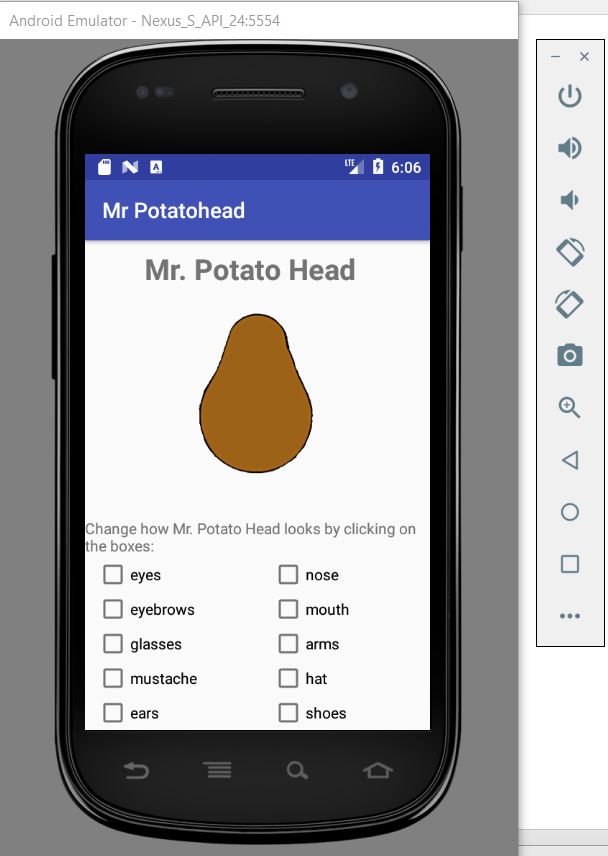 Android Emulator - Nexus_S_API_24:5554
LTE 6:06
Mr Potatohead
Mr. Potato Head
Change how Mr. Potato Head looks by clicking on
the boxes:
eyes nose
eyebrows mouth
glasses arms
mustache hat
ears shoes